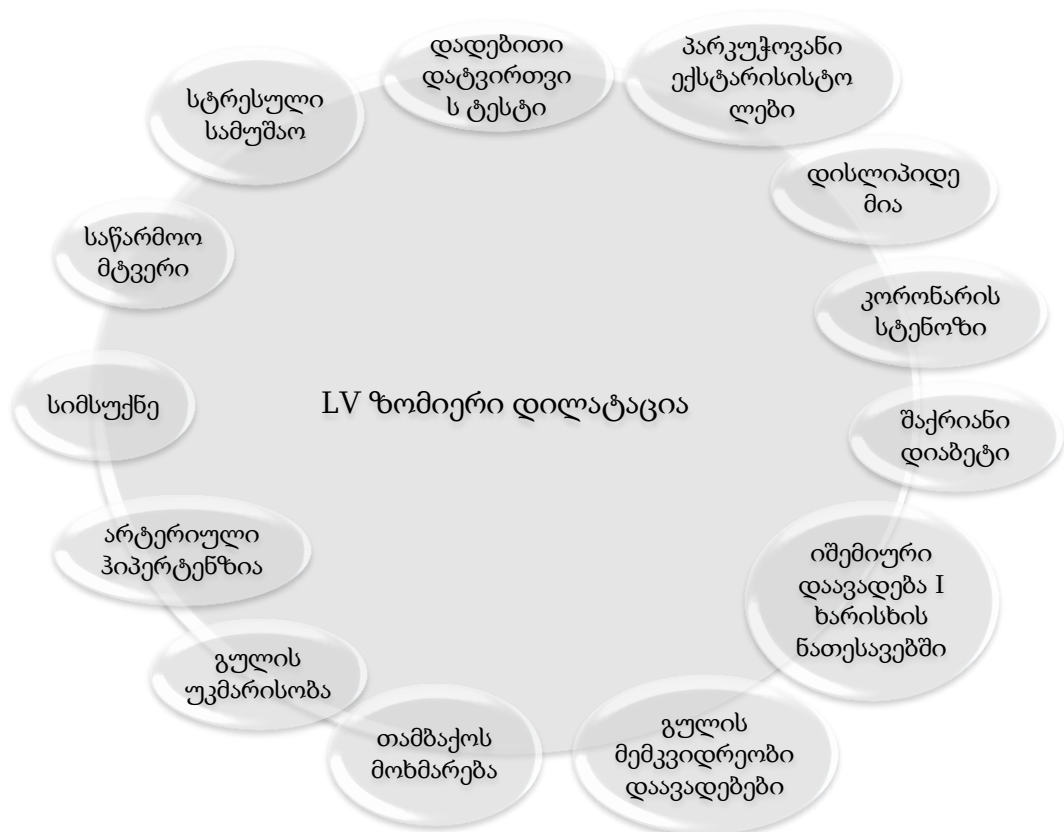 დადებითი
დატვირთვი
ს ტესტი
პარკუჭოვანი
ექსტარისისტო
ლები
სტრესული
სამუშაო
დისლიპიდე
მია
საწარმოო
მტვერი
კორონარის
სტენოზი
სიმსუქნე
LV ზომიერი დილატაცია
შაქრიანი
დიაბეტი
არტერიული
ჰიპერტენზია
იშემიური
დაავადება I
ხარისხის
ნათესავებში
გულის
უკმარისობა
თამბაქოს
მოხმარება
გულის
მემკვიდრეობი
დაავადებები